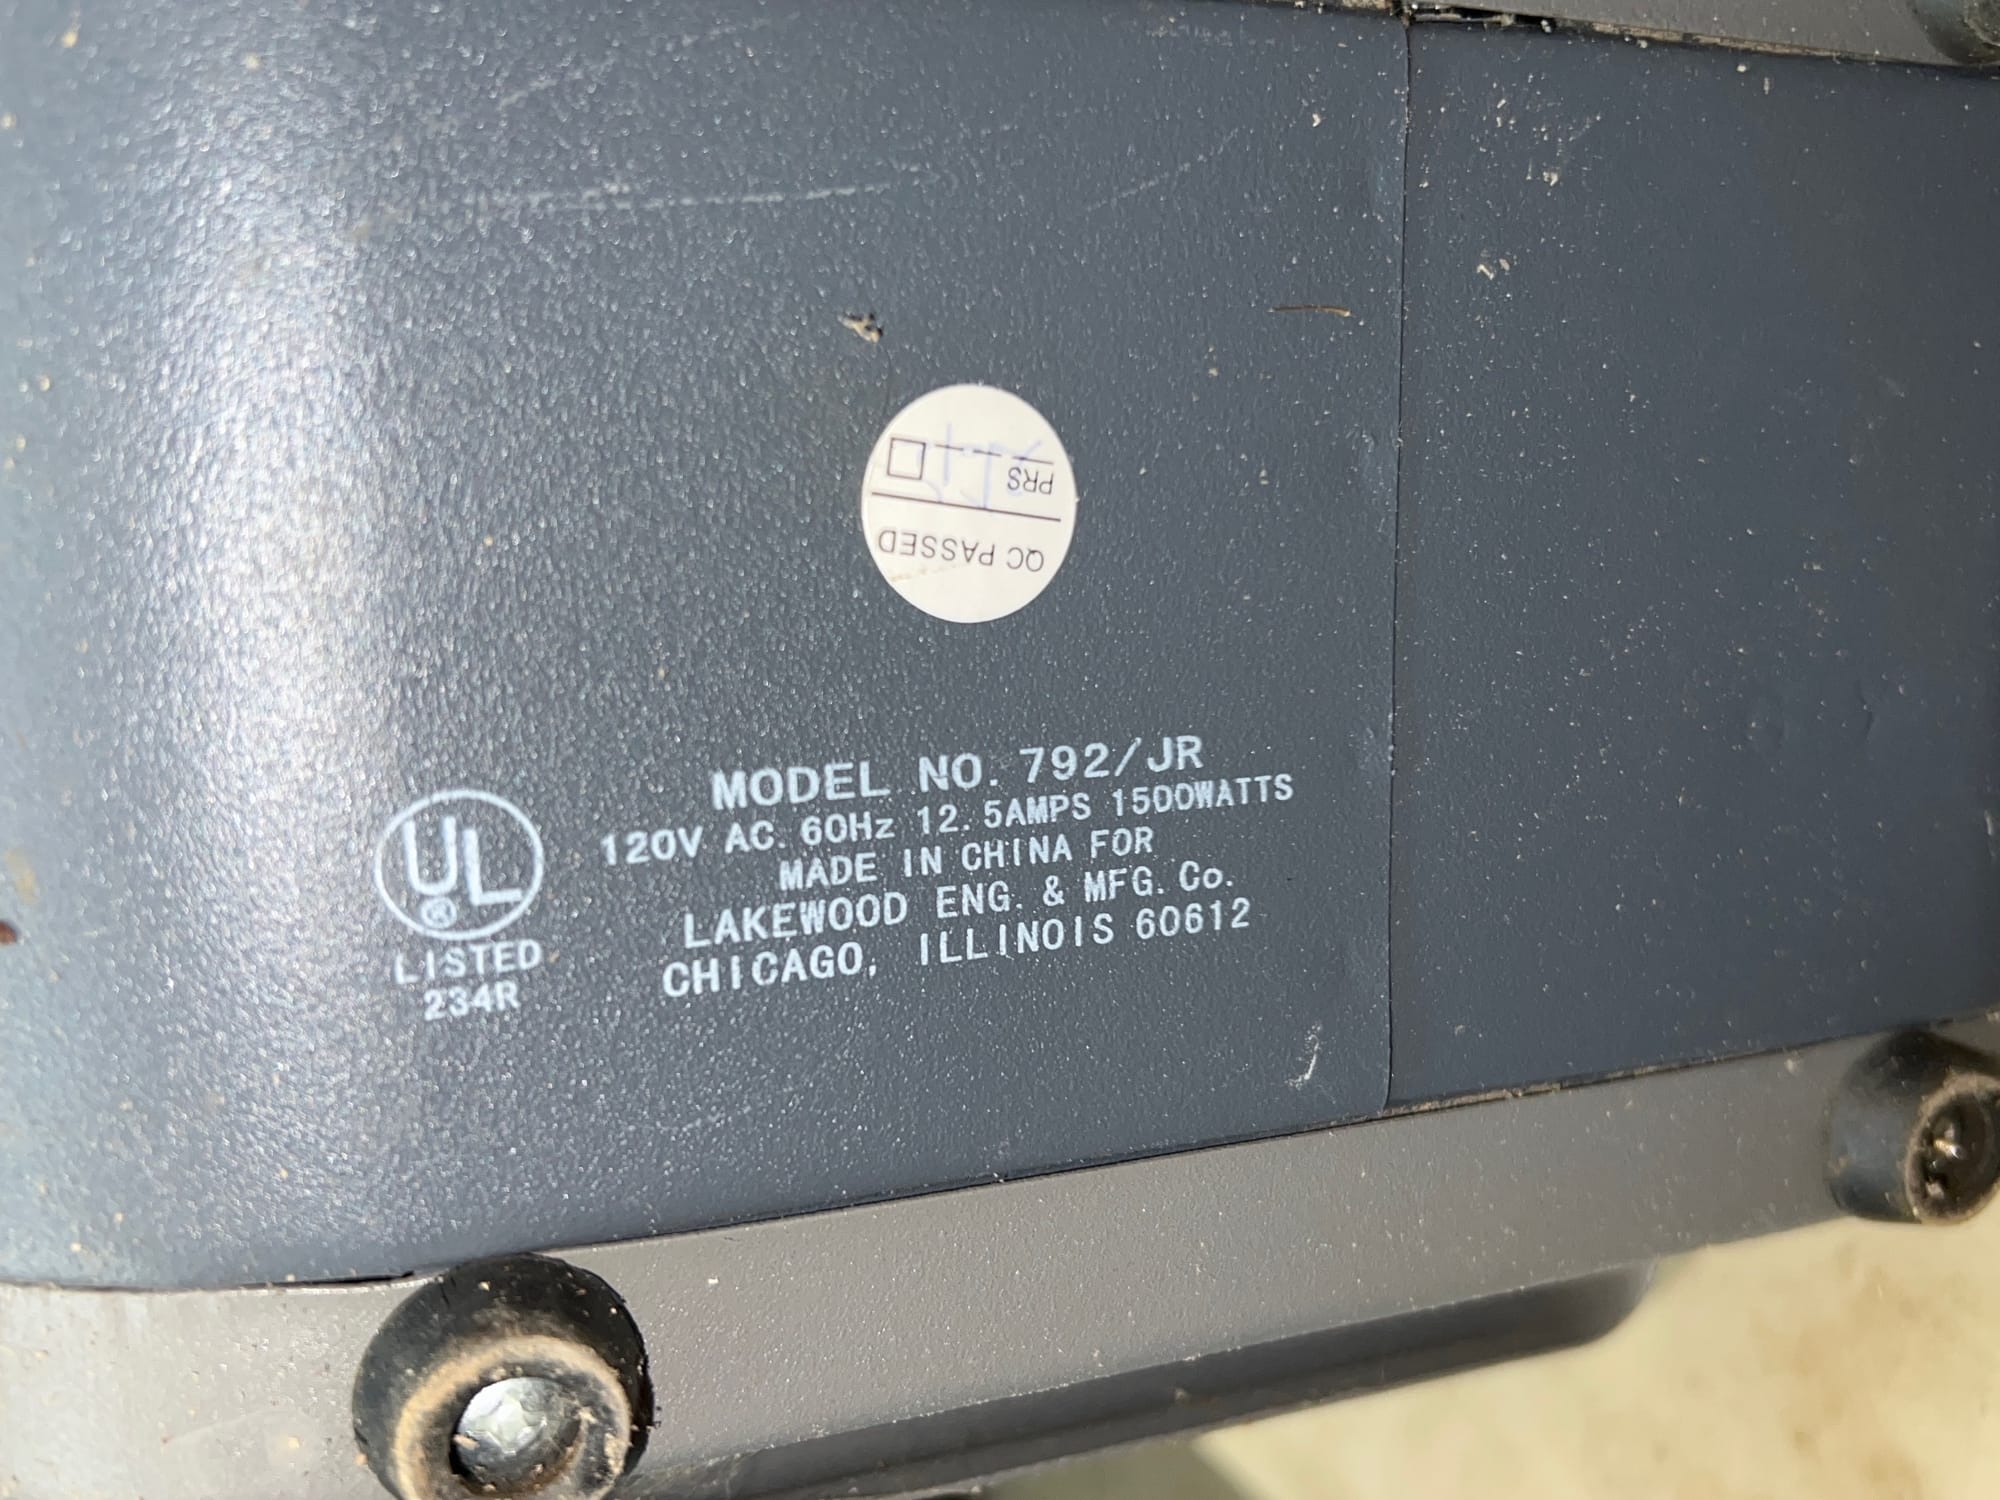 QC PASSED
PRS
MODEL NO. 792/JR
120V AC. 60Hz 12.5AMPS 1500WATTS
MADE IN CHINA FOR
LAKEWOOD ENG. & MFG. Co.
CHICAGO, ILLINOIS 60612
UL
®
LISTED
234R